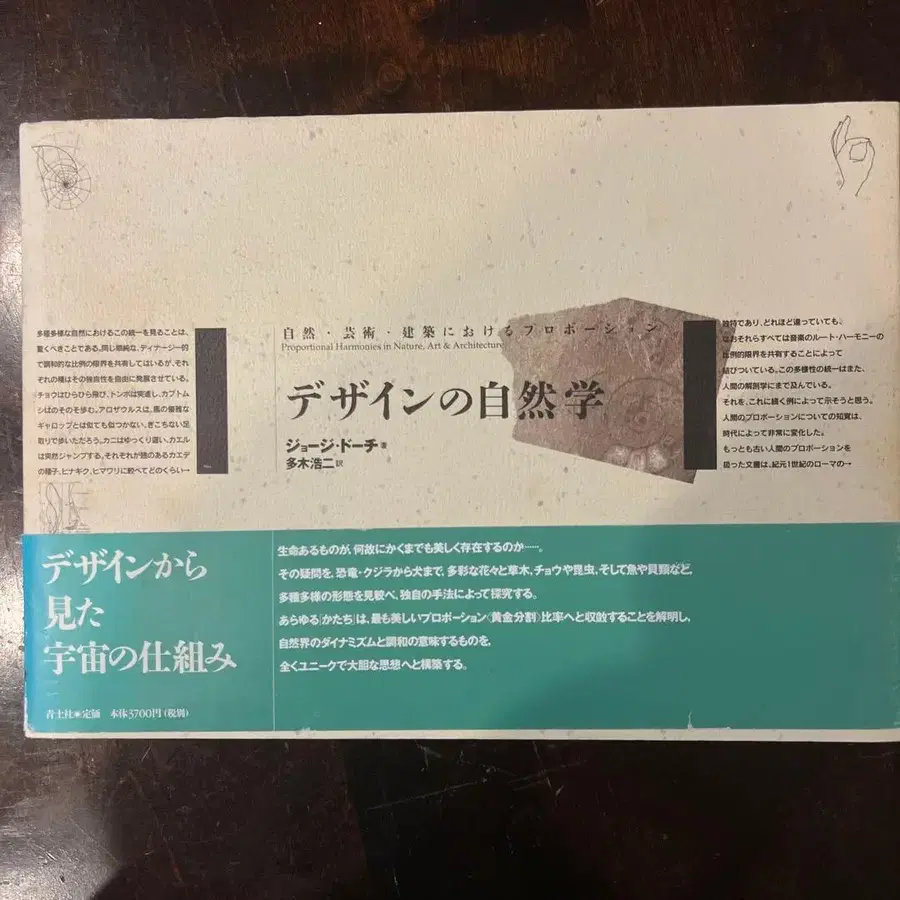 自然・芸術・建築におけるプロポーション
Proportional Harmonies in Nature, Art & Architecture
デザインの自然学
ジョージ・ドーチ 著
多木浩二 訳
多種多様な自然におけるこの統一を見ることは、
驚くべきことである。同じ単純な、ディナージー的
で調和的な比例の限界を共有してはいるが、それ
ぞれの種はその独自性を自由に発展させている。
チョウはひらひら飛び、トンボは突進し、カブトム
シはのそのそ歩む。アロザウルスは、馬の優雅な
ギャロップとは似ても似つかない、ぎこちない足
取りで歩いただろう。カニはゆっくり這い、カエル
は突然ジャンプする。それぞれが読のあるカエデ
の種子、ヒナギク、ヒマワリに較べてどのくらい→
独特であり、どれほど違っていても、
なおそれらすべては音楽のルート・ハーモニーの
比例的限界を共有することによって
結びついている。この多様性の統一はまた、
人間の解剖学にまで及んでいる。
それを、これに続く例によって示そうと思う。
人間のプロポーションについての知覚は、
時代によって非常に変化した。
もっとも古い人間のプロポーションを
扱った文書は、紀元1世紀のローマの→
デザインから
見た
宇宙の仕組み
青土社※定価 本体3700円(税別)
生命あるものが、何故にかくまでも美しく存在するのか……。
その疑問を、恐竜・クジラから犬まで、多彩な花々と草木、チョウや昆虫、そして魚や貝類など、
多種多様の形態を見較べ、独自の手法によって探究する。
あらゆる「かたち」は、最も美しいプロポーション〈黄金分割〉比率へと収斂することを解明し、
自然界のダイナミズムと調和の意味するものを、
全くユニークで大胆な思想へと構築する。